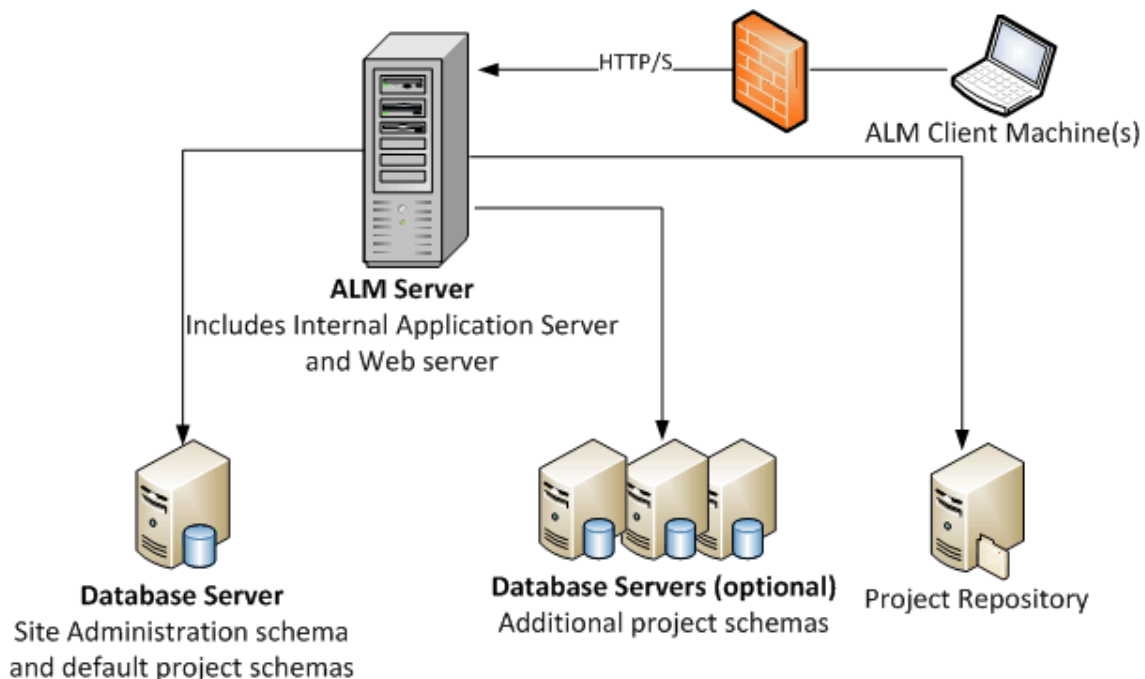 HTTP/S
ALM Client Machine(s)
ALM Server
Includes Internal Application Server
and Web server
Database Server
Site Administration schema
and default project schemas
Database Servers (optional)
Additional project schemas
Project Repository